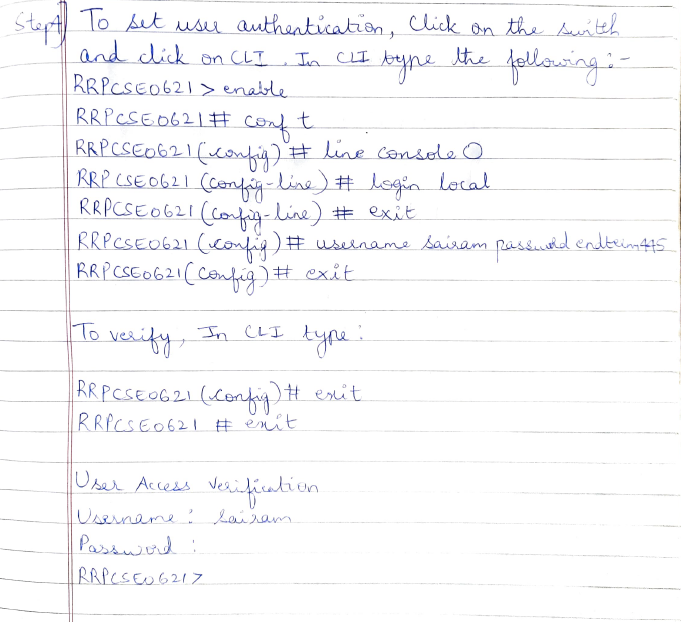 Step4) To set user authentication, Click on the switch
and click on CLI. In CLI type the following :-
RRPCSE0621 > enable
RRPCSE0621 # conf t
RRPCSE0621 (config) # line console 0
RRPCSE0621 (config-line) # login local
RRPCSE0621 (config-line) # exit
RRPCSE0621 (config) # username sairam password endterm445
RRPCSE0621 (config) # exit
To verify, In CLI type :
RRPCSE0621 (config) # exit
RRPCSE0621 # exit
User Access Verification
Username : sairam
Password :
RRPCSE0621 >